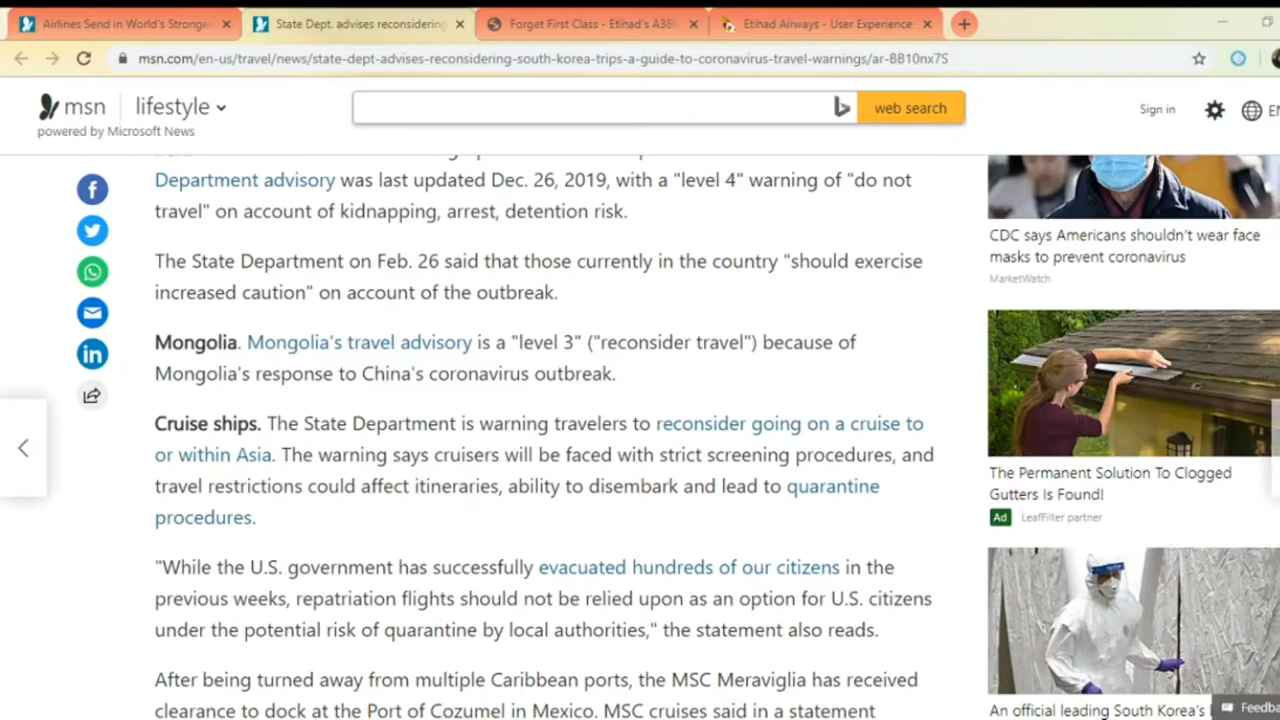 Airlines Send in World's Stronges
State Dept. advises reconsidering
Forget First Class - Etihad's A380
Etihad Airways - User Experience
msn.com/en-us/travel/news/state-dept-advises-reconsidering-south-korea-trips-a-guide-to-coronavirus-travel-warnings/ar-BB10nx7S
msn
lifestyle
powered by Microsoft News
web search
Sign in
Department advisory was last updated Dec. 26, 2019, with a "level 4" warning of "do not
travel" on account of kidnapping, arrest, detention risk.
The State Department on Feb. 26 said that those currently in the country "should exercise
increased caution" on account of the outbreak.
Mongolia. Mongolia's travel advisory is a "level 3" ("reconsider travel") because of
Mongolia's response to China's coronavirus outbreak.
Cruise ships. The State Department is warning travelers to reconsider going on a cruise to
or within Asia. The warning says cruisers will be faced with strict screening procedures, and
travel restrictions could affect itineraries, ability to disembark and lead to quarantine
procedures.
"While the U.S. government has successfully evacuated hundreds of our citizens in the
previous weeks, repatriation flights should not be relied upon as an option for U.S. citizens
under the potential risk of quarantine by local authorities," the statement also reads.
After being turned away from multiple Caribbean ports, the MSC Meraviglia has received
clearance to dock at the Port of Cozumel in Mexico. MSC cruises said in a statement
CDC says Americans shouldn't wear face
masks to prevent coronavirus
MarketWatch
The Permanent Solution To Clogged
Gutters Is Found!
Ad LeafFilter partner
An official leading South Korea's
Feedba